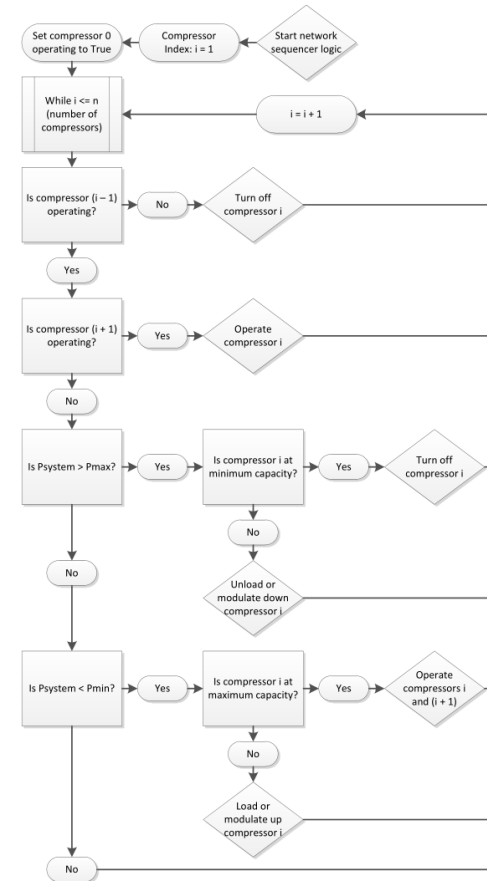 Set compressor 0
operating to True
Compressor
Index: i = 1
Start network
sequencer logic
While i <= n
(number of
compressors)
i = i + 1
Is compressor (i – 1)
operating?
No
Turn off
compressor i
Yes
Is compressor (i + 1)
operating?
Yes
Operate
compressor i
No
Is Psystem > Pmax?
Yes
Is compressor i at
minimum capacity?
Yes
Turn off
compressor i
No
No
Unload or
modulate down
compressor i
Is Psystem < Pmin?
Yes
Is compressor i at
maximum capacity?
Yes
Operate
compressors i
and (i + 1)
No
Load or
modulate up
compressor i
No